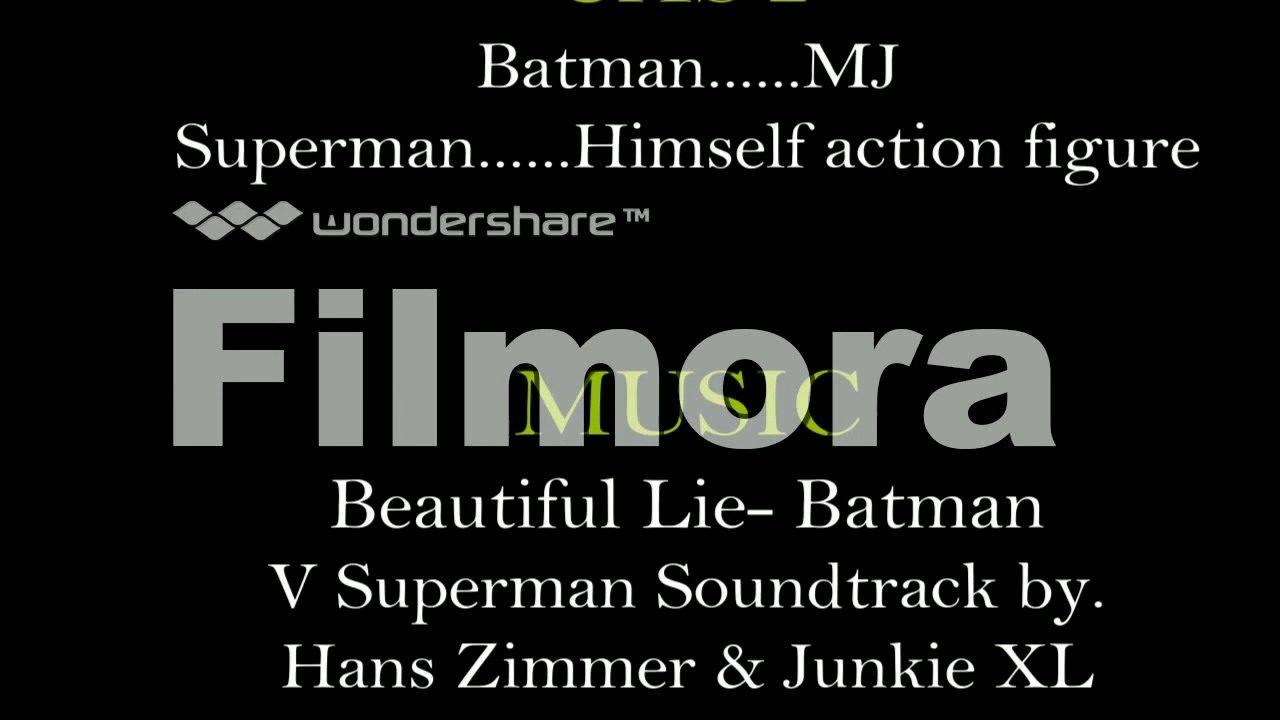 CAST
Batman......MJ
Superman......Himself action figure
wondershare™
Filmora
MUSIC
Beautiful Lie- Batman
V Superman Soundtrack by.
Hans Zimmer & Junkie XL